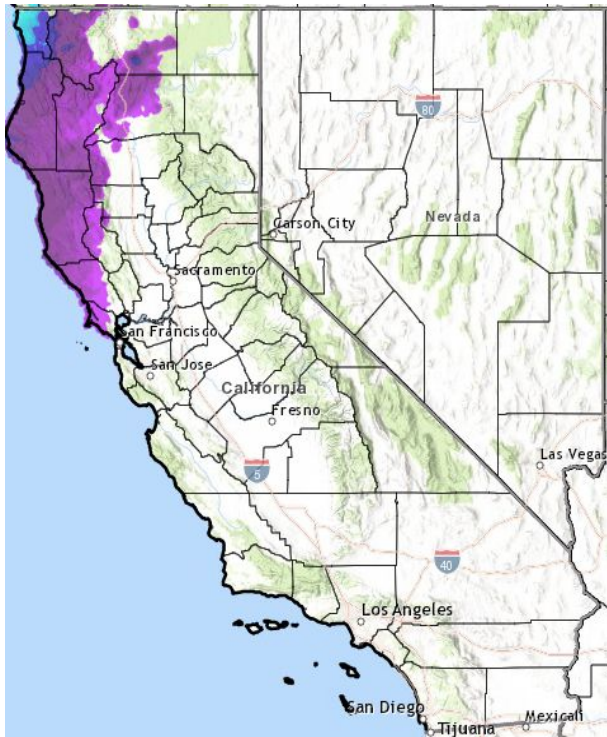 80
Carson City
Nevada
Sacramento
San Francisco
San Jose
California
Fresno
Las Vegas
5
40
Los Angeles
San Diego
Mexicali
Tijuana